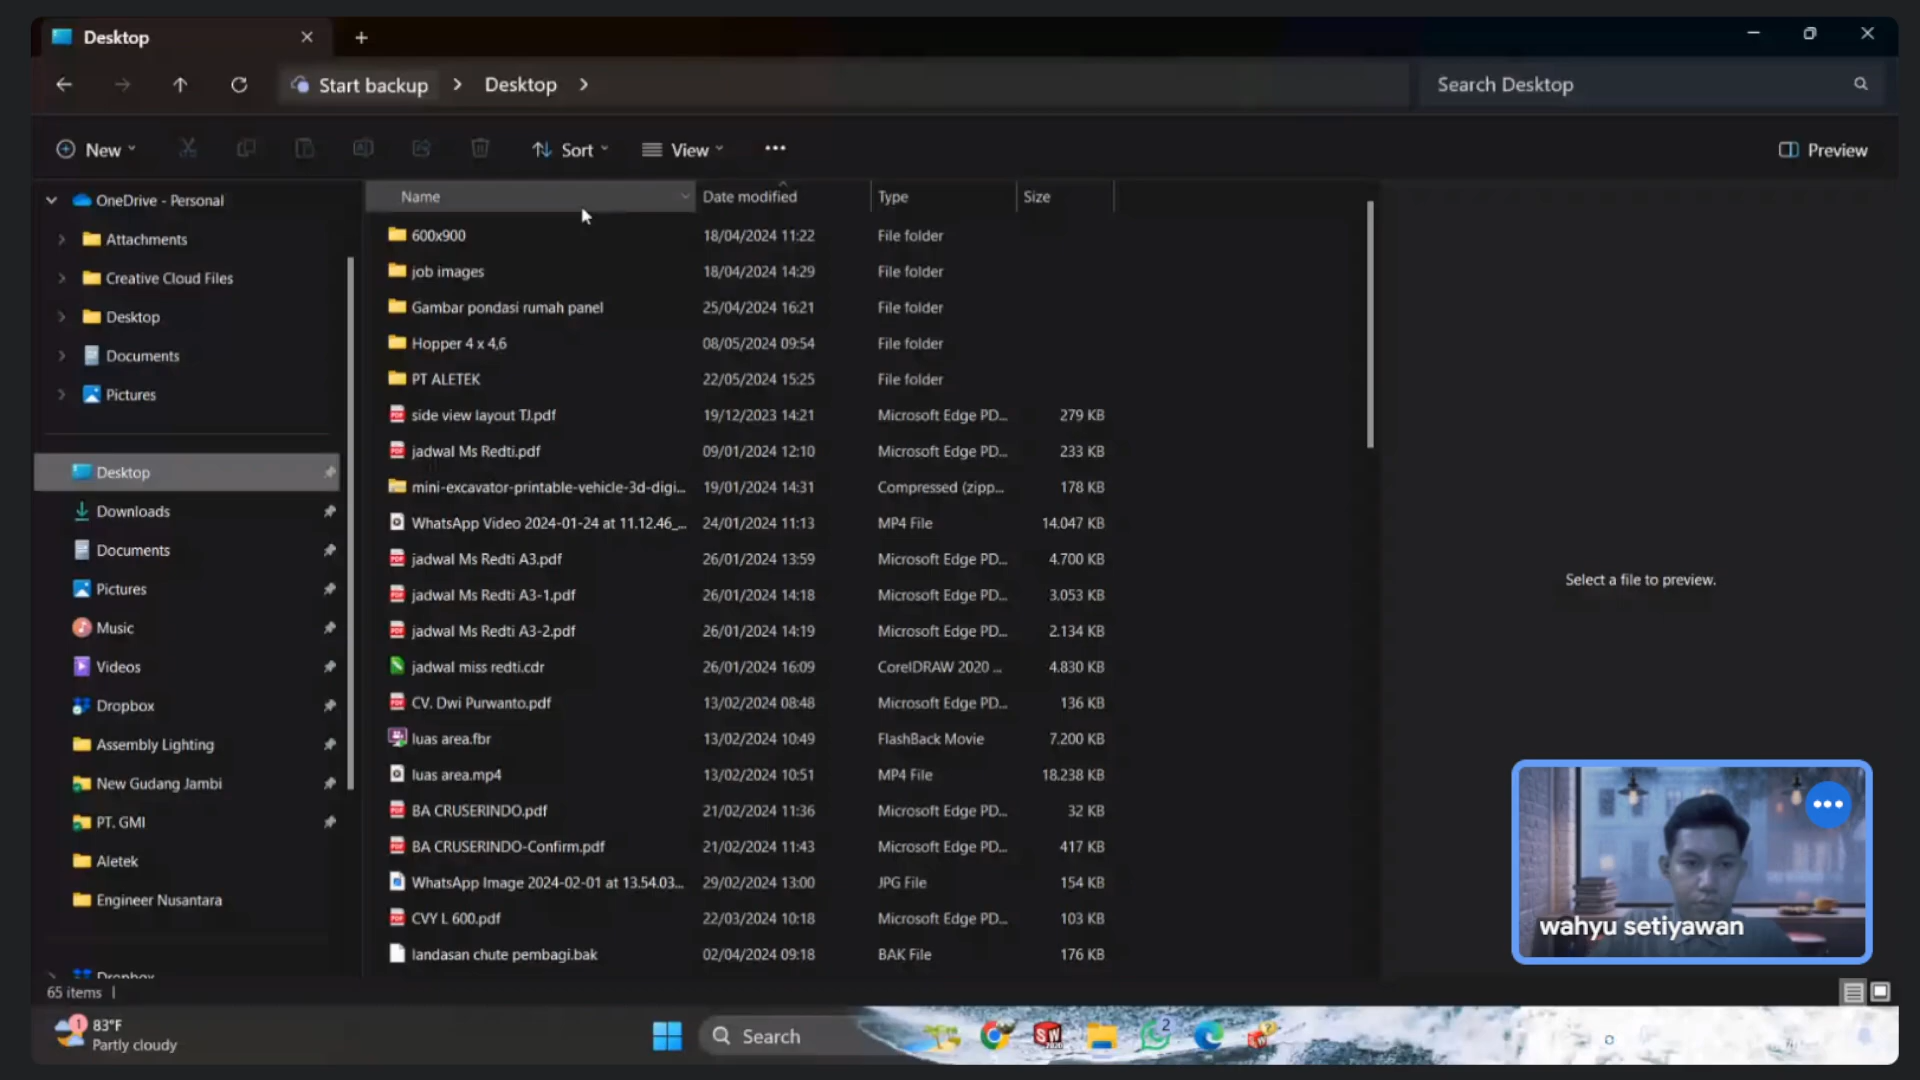 Desktop
Start backup > Desktop >
Search Desktop
New
Sort
View
Preview
OneDrive - Personal
Attachments
Creative Cloud Files
Desktop
Documents
Pictures
Desktop
Downloads
Documents
Pictures
Music
Videos
Dropbox
Assembly Lighting
New Gudang Jambi
PT. GMI
Aletek
Engineer Nusantara
Dropbox
Name Date modified Type Size
600x900 18/04/2024 11:22 File folder
job images 18/04/2024 14:29 File folder
Gambar pondasi rumah panel 25/04/2024 16:21 File folder
Hopper 4 x 4,6 08/05/2024 09:54 File folder
PT ALETEK 22/05/2024 15:25 File folder
side view layout TJ.pdf 19/12/2023 14:21 Microsoft Edge PD... 279 KB
jadwal Ms Redti.pdf 09/01/2024 12:10 Microsoft Edge PD... 233 KB
mini-excavator-printable-vehicle-3d-digi... 19/01/2024 14:31 Compressed (zipp... 178 KB
WhatsApp Video 2024-01-24 at 11.12.46_... 24/01/2024 11:13 MP4 File 14.047 KB
jadwal Ms Redti A3.pdf 26/01/2024 13:59 Microsoft Edge PD... 4.700 KB
jadwal Ms Redti A3-1.pdf 26/01/2024 14:18 Microsoft Edge PD... 3.053 KB
jadwal Ms Redti A3-2.pdf 26/01/2024 14:19 Microsoft Edge PD... 2.134 KB
jadwal miss redti.cdr 26/01/2024 16:09 CorelDRAW 2020 ... 4.830 KB
CV. Dwi Purwanto.pdf 13/02/2024 08:48 Microsoft Edge PD... 136 KB
luas area.fbr 13/02/2024 10:49 FlashBack Movie 7.200 KB
luas area.mp4 13/02/2024 10:51 MP4 File 18.238 KB
BA CRUSERINDO.pdf 21/02/2024 11:36 Microsoft Edge PD... 32 KB
BA CRUSERINDO-Confirm.pdf 21/02/2024 11:43 Microsoft Edge PD... 417 KB
WhatsApp Image 2024-02-01 at 13.54.03... 29/02/2024 13:00 JPG File 154 KB
CVY L 600.pdf 22/03/2024 10:18 Microsoft Edge PD... 103 KB
landasan chute pembagi.bak 02/04/2024 09:18 BAK File 176 KB
Select a file to preview.
wahyu setiyawan
65 items
1
83°F
Partly cloudy
Search
SW
2020
2